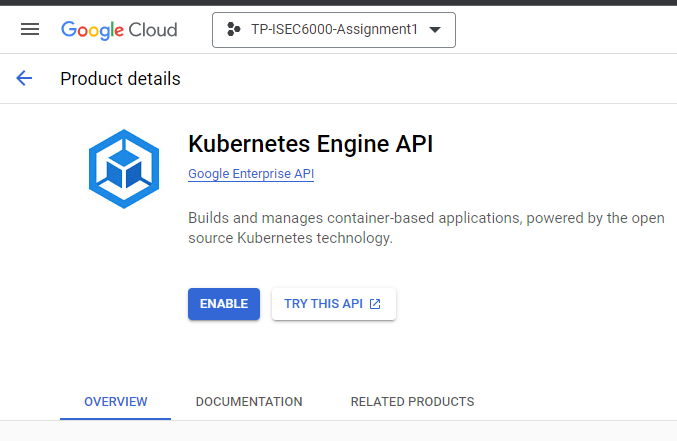 Google Cloud
TP-ISEC6000-Assignment1
Product details
Kubernetes Engine API
Google Enterprise API
Builds and manages container-based applications, powered by the open
source Kubernetes technology.
ENABLE
TRY THIS API
OVERVIEW
DOCUMENTATION
RELATED PRODUCTS